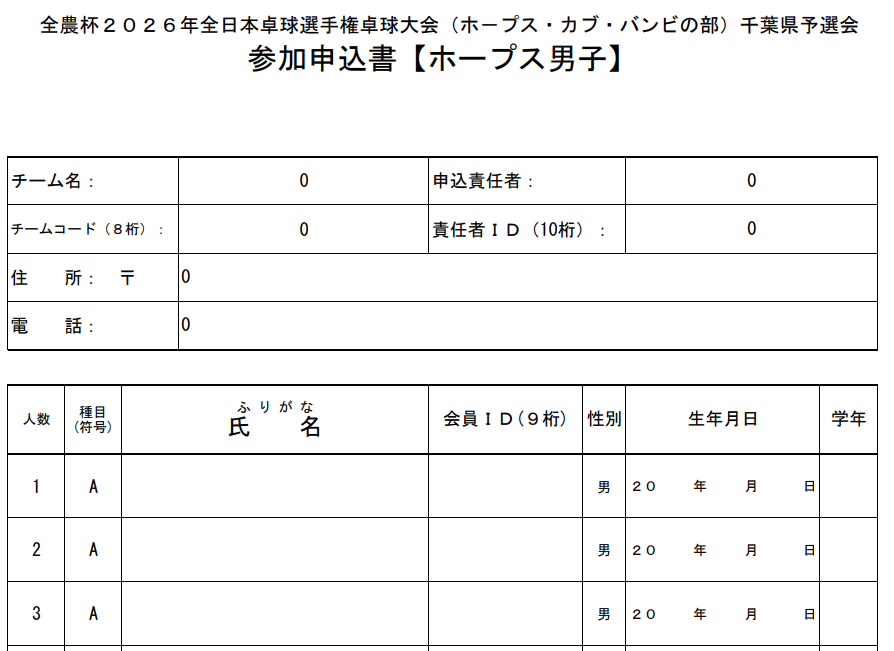 全農杯２０２６年全日本卓球選手権卓球大会（ホープス・カブ・バンビの部）千葉県予選会
参加申込書【ホープス男子】
チーム名： 0 申込責任者： 0
チームコード（８桁）： 0 責任者ＩＤ（10桁）： 0
住　　所：　〒 0
電　　話： 0
人数 種目（符号） ふりがな 氏　　名 会員ＩＤ（９桁） 性別 生年月日 学年
1 A 男 ２０　　年　　月　　日
2 A 男 ２０　　年　　月　　日
3 A 男 ２０　　年　　月　　日